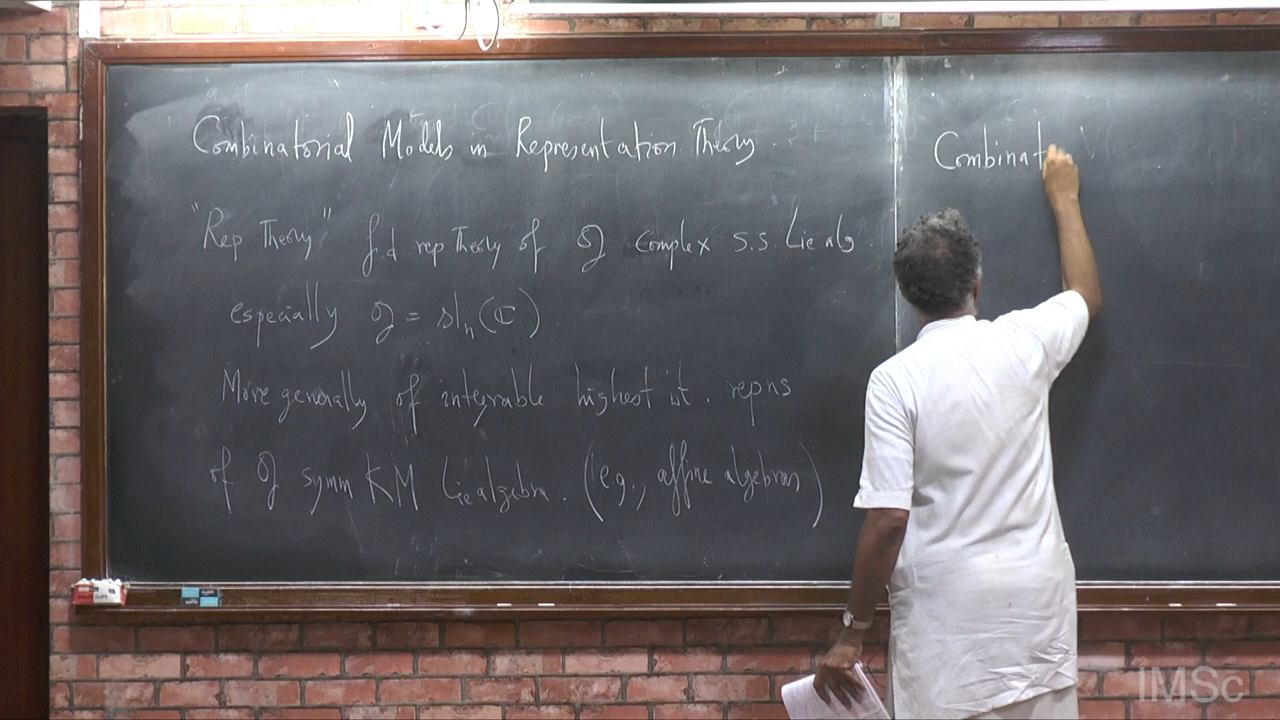 Combinatorial Models in Representation Theory.
"Rep Theory" f.d rep Theory of 𝔤 complex s.s. Lie alg.
especially 𝔤 = sl_n(ℂ)
More generally of integrable highest wt. repns
of 𝔤 symm KM Lie algebra. (eg., affine algebras)
Combinat
IMSc